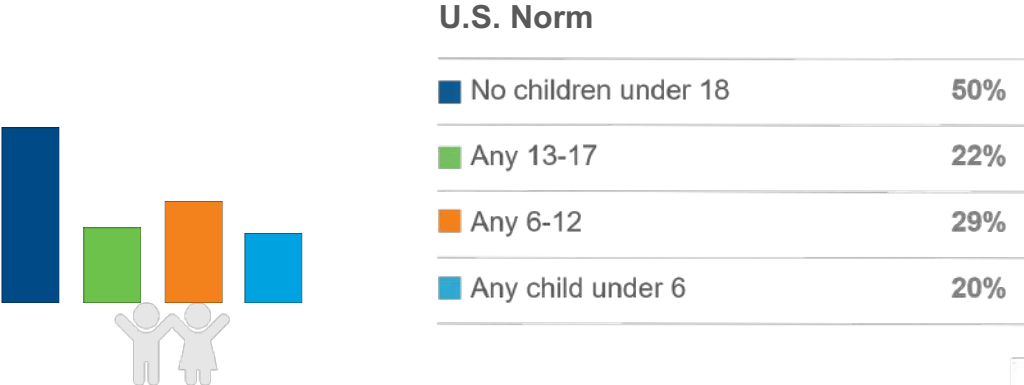 U.S. Norm
No children under 18 50%
Any 13-17 22%
Any 6-12 29%
Any child under 6 20%